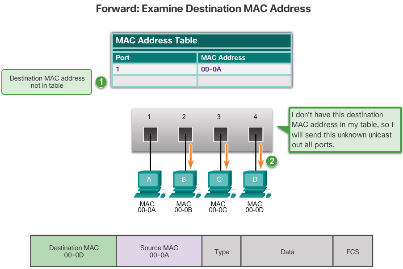 Forward: Examine Destination MAC Address
MAC Address Table
Port MAC Address
1 00-0A
Destination MAC address
not in table
1
1 2 3 4
I don't have this destination
MAC address in my table, so I
will send this unknown unicast
out all ports.
2
A B C D
MAC MAC MAC MAC
00-0A 00-0B 00-0C 00-0D
Destination MAC Source MAC Type Data FCS
00-0D 00-0A